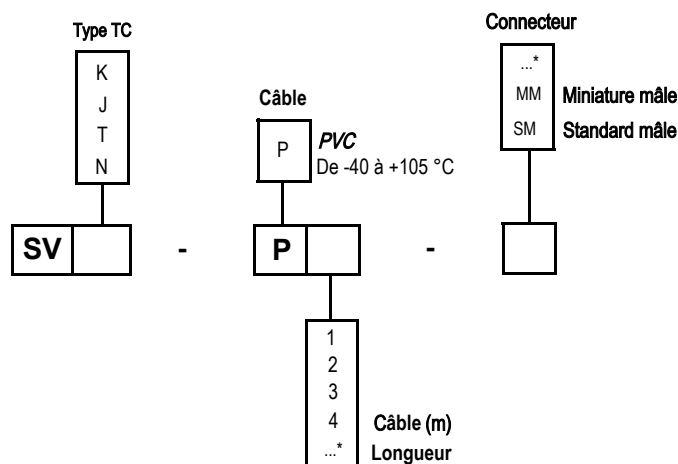 Type TC
K
J
T
N
Câble
P
PVC
De -40 à +105 °C
Connecteur
...*
MM Miniature mâle
SM Standard mâle
SV - P -
1
2
3
4 Câble (m)
...* Longueur